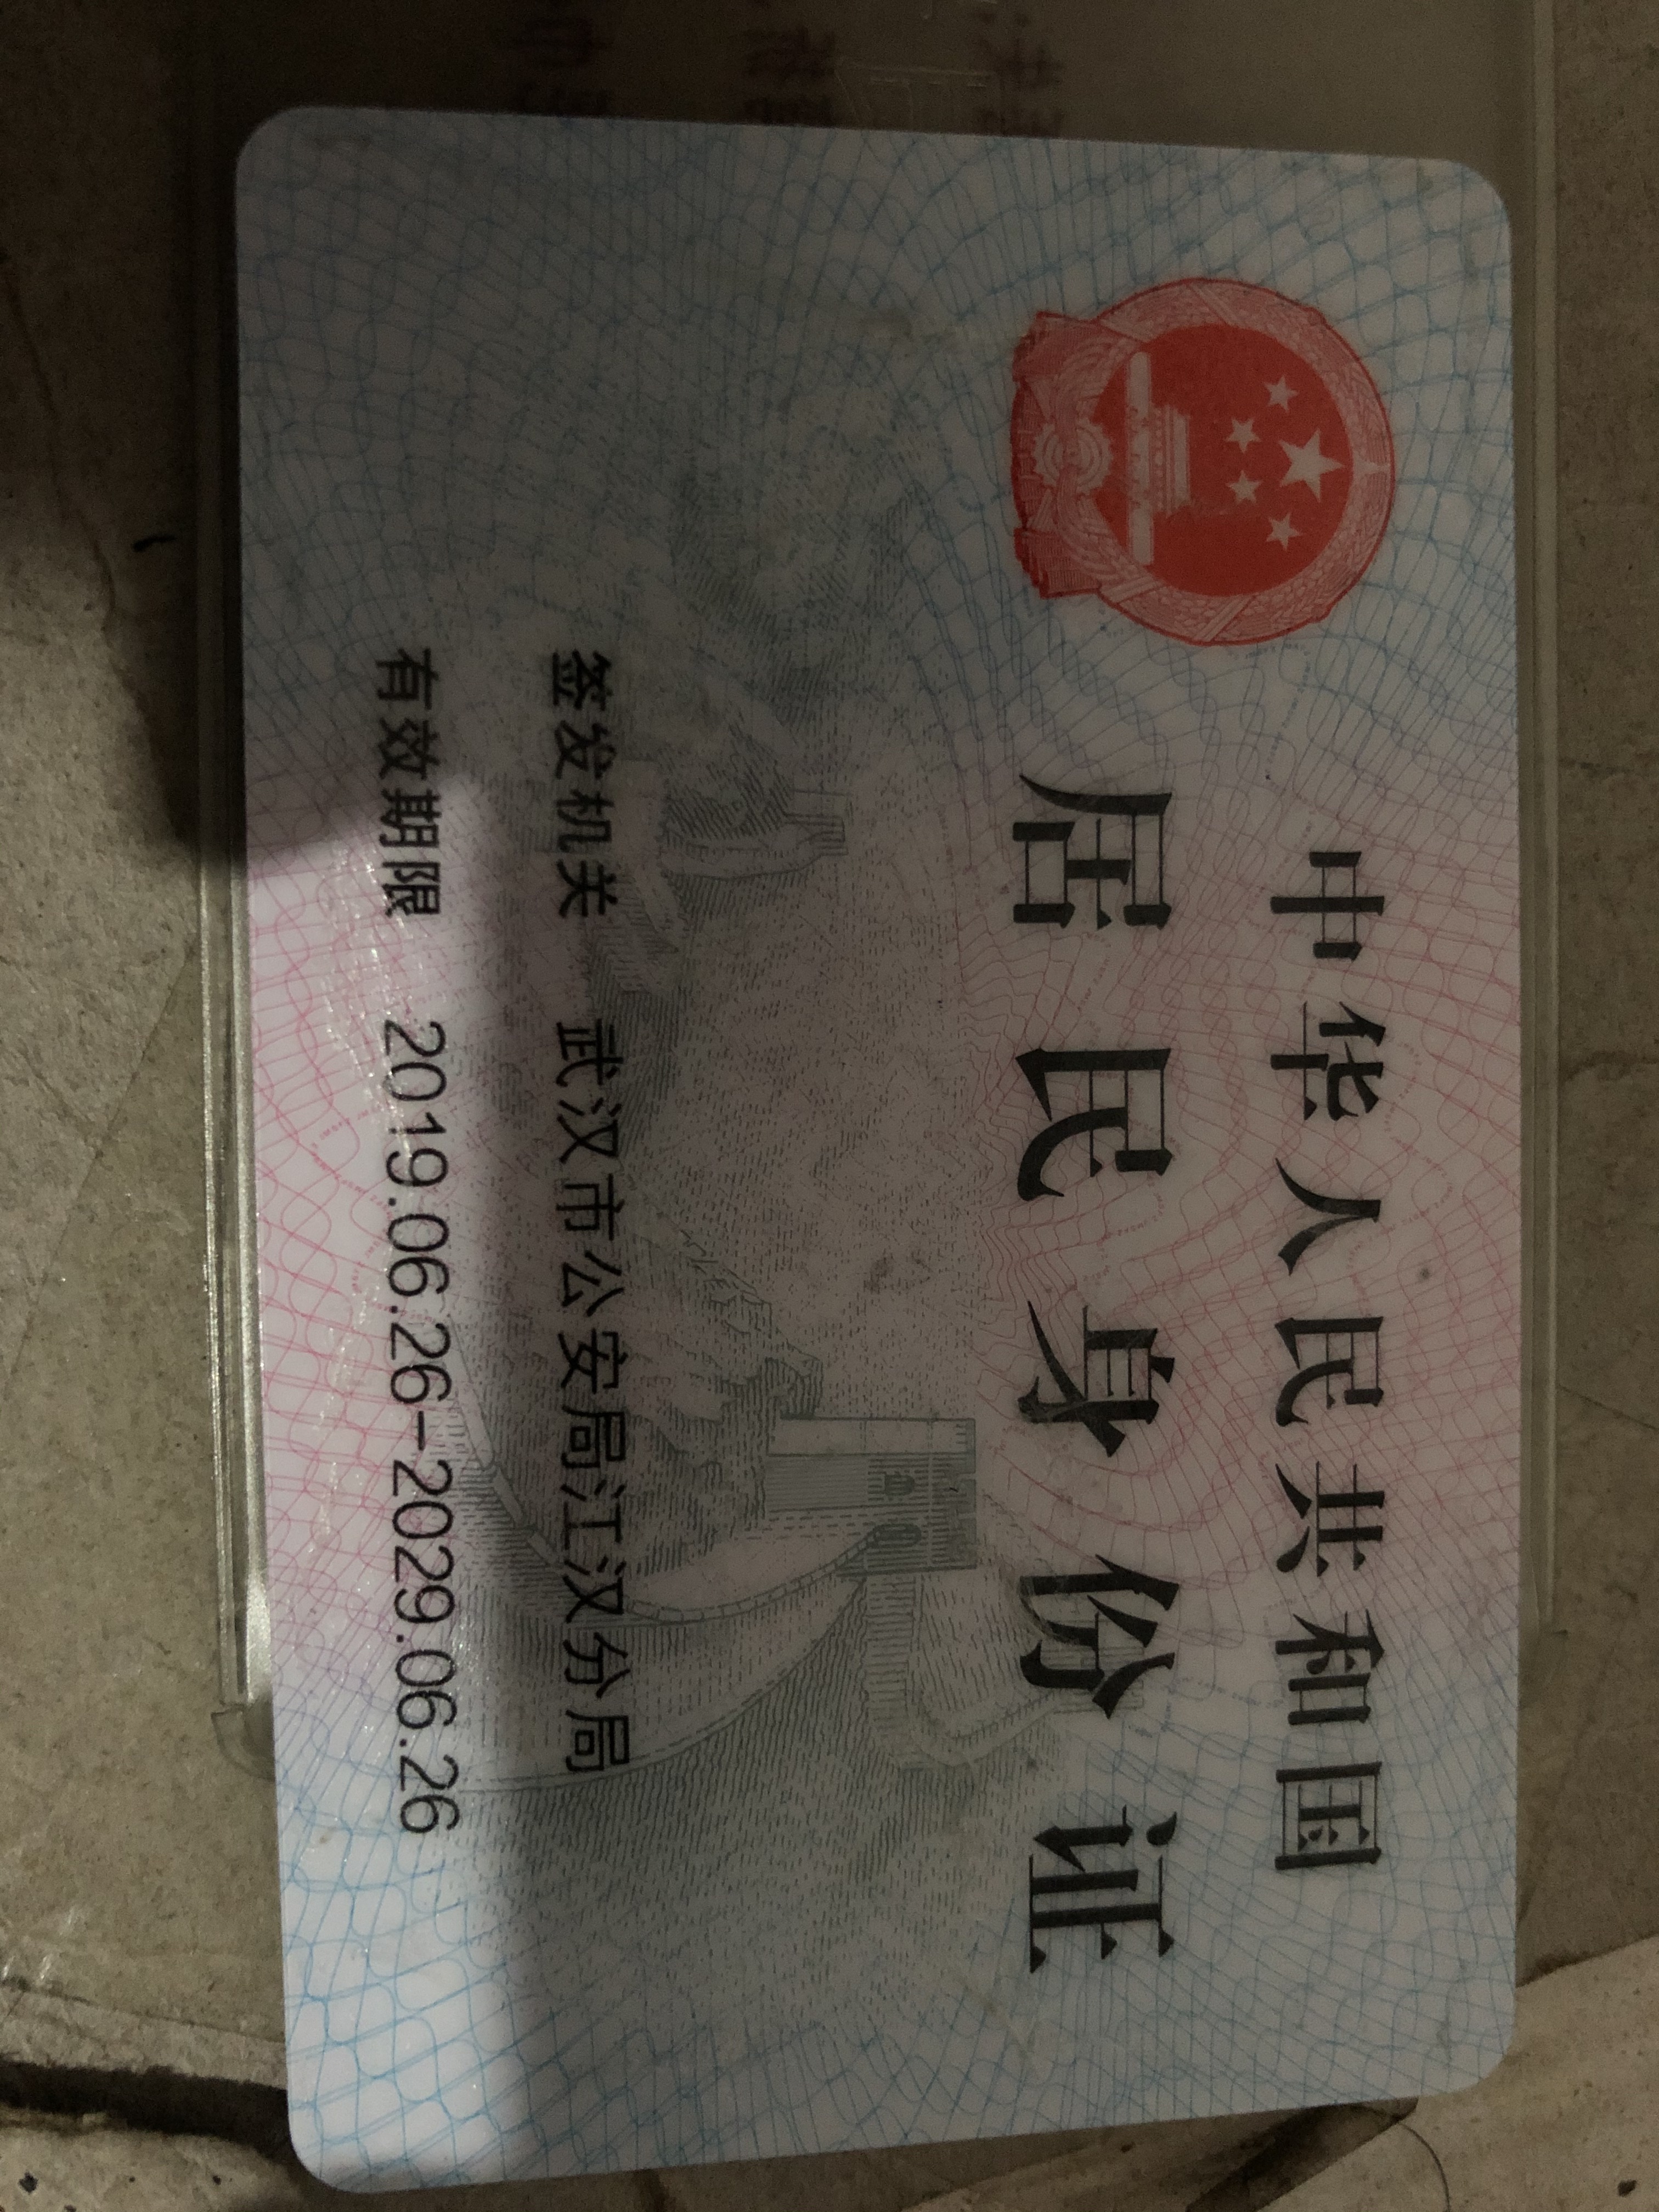 中华人民共和国
居民身份证
签发机关 武汉市公安局江汉分局
有效期限 2019.06.26-2029.06.26